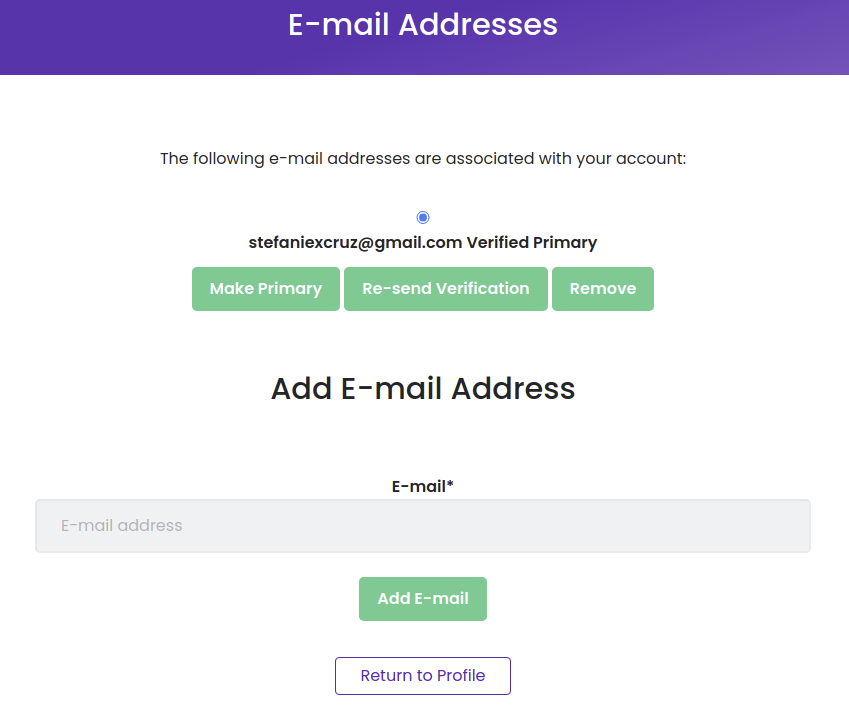 E-mail Addresses
The following e-mail addresses are associated with your account:
stefaniexcruz@gmail.com Verified Primary
Make Primary Re-send Verification Remove
Add E-mail Address
E-mail*
E-mail address
Add E-mail
Return to Profile